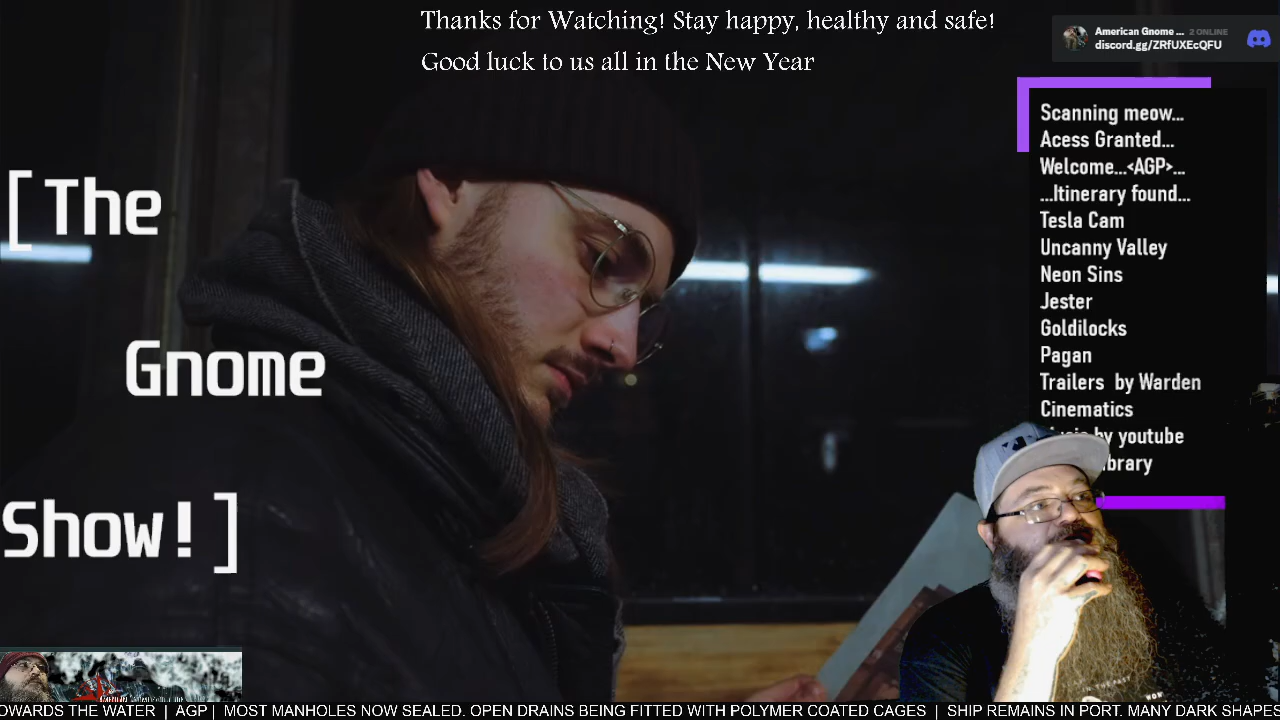 Thanks for Watching! Stay happy, healthy and safe!
Good luck to us all in the New Year
American Gnome ... 2 ONLINE
discord.gg/ZRfUXEcQFU
[The
Gnome
Show!]
Scanning meow...
Acess Granted...
Welcome...<AGP>...
...Itinerary found...
Tesla Cam
Uncanny Valley
Neon Sins
Jester
Goldilocks
Pagan
Trailers by Warden
Cinematics
by youtube
OWARDS THE WATER | AGP | MOST MANHOLES NOW SEALED. OPEN DRAINS BEING FITTED WITH POLYMER COATED CAGES | SHIP REMAINS IN PORT. MANY DARK SHAPES